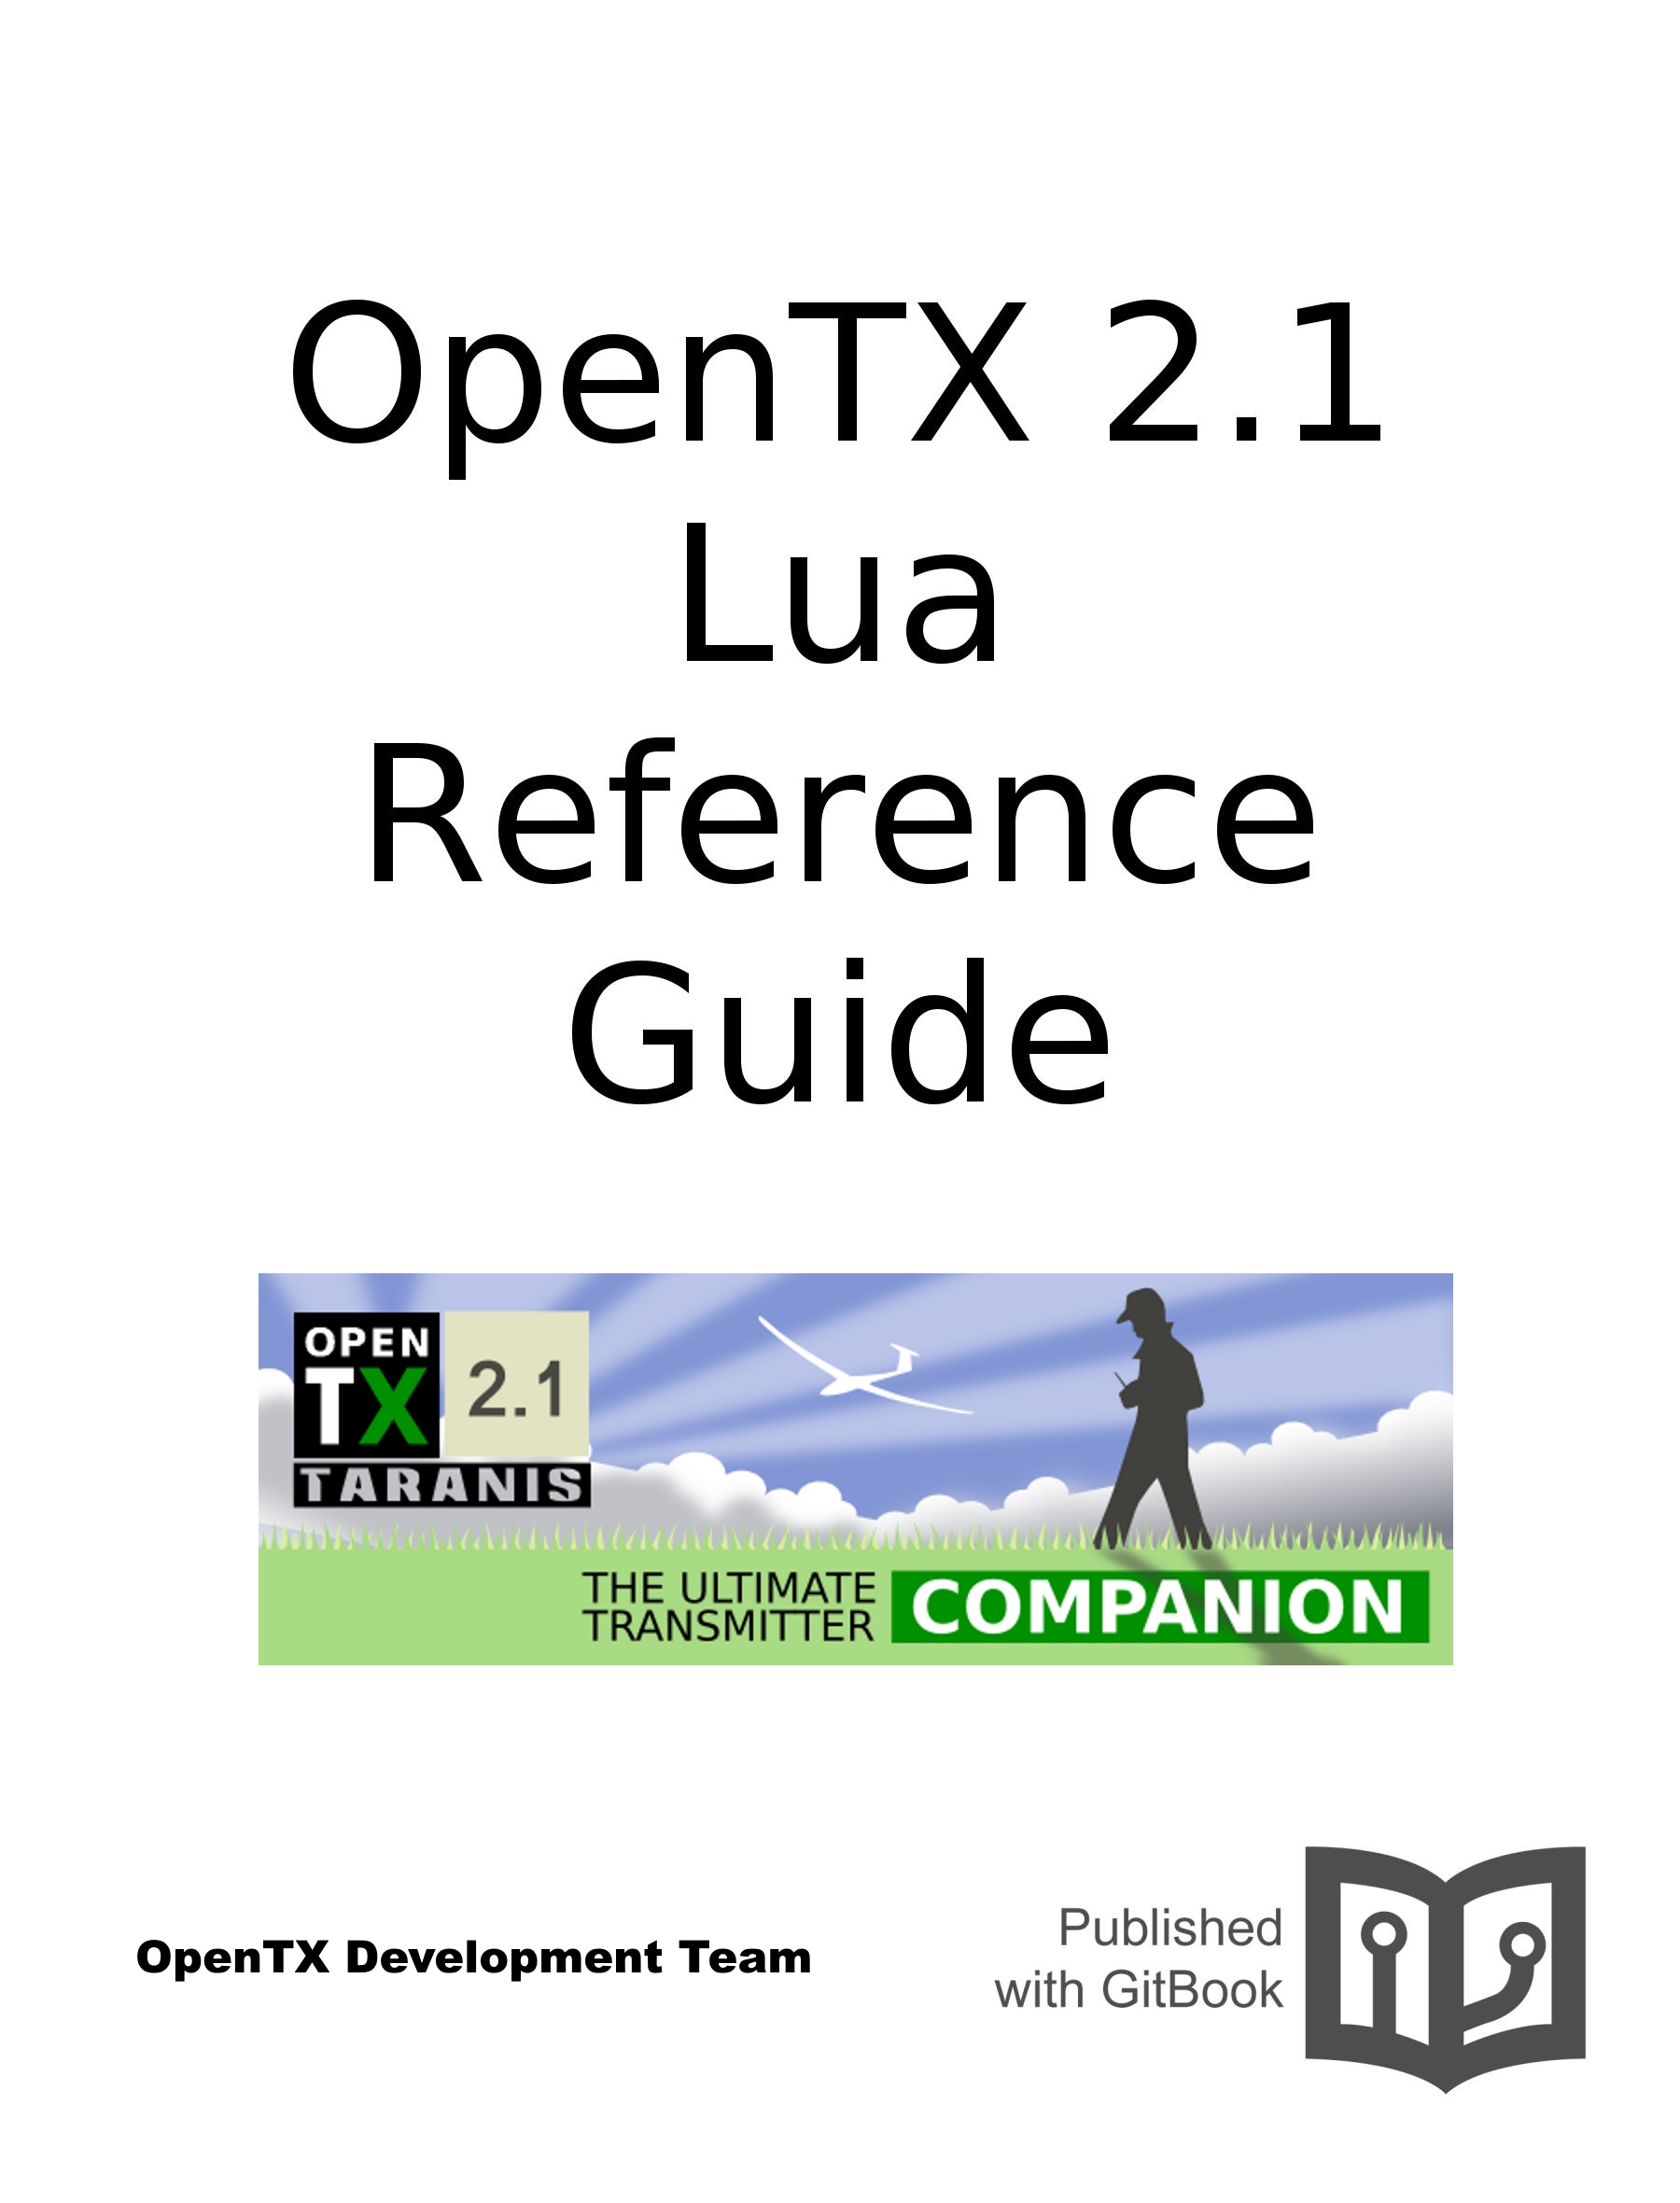 OpenTX 2.1
Lua
Reference
Guide
OPEN
TX
2.1
TARANIS
THE ULTIMATE
TRANSMITTER
COMPANION
OpenTX Development Team
Published
with GitBook